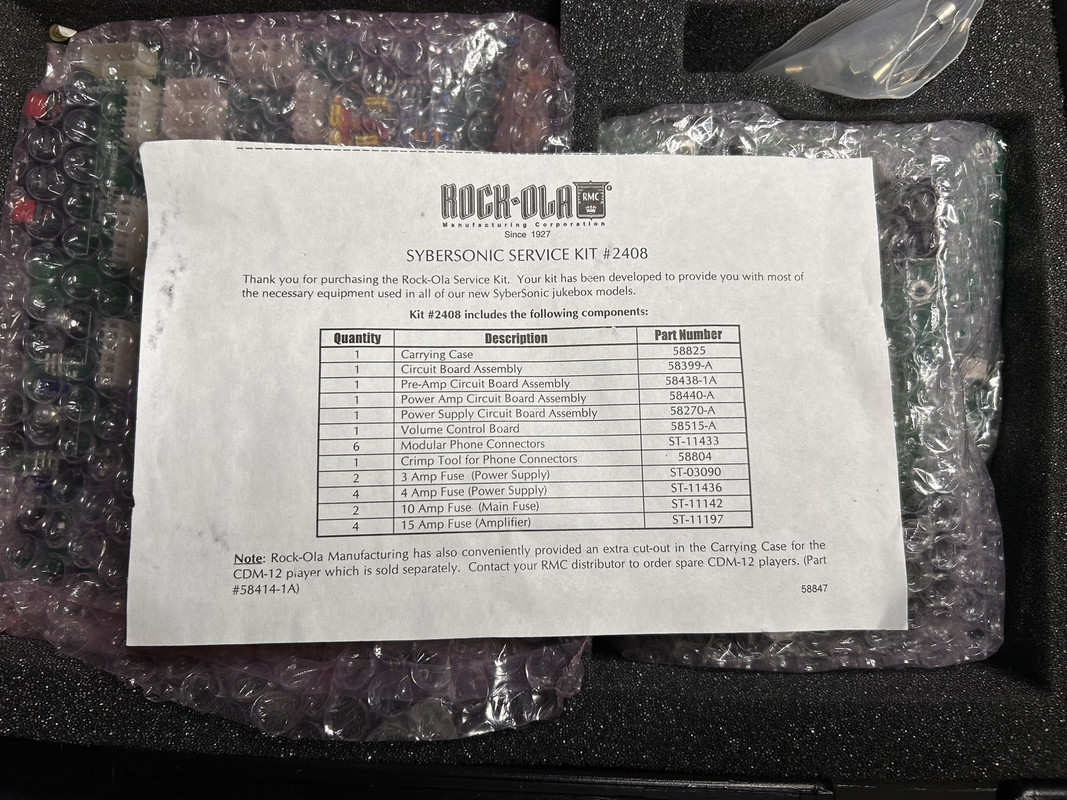 ROCK-OLA RMC
Manufacturing Corporation
Since 1927
SYBERSONIC SERVICE KIT #2408
Thank you for purchasing the Rock-Ola Service Kit. Your kit has been developed to provide you with most of
the necessary equipment used in all of our new SyberSonic jukebox models.
Kit #2408 includes the following components:
Quantity Description Part Number
1 Carrying Case 58825
1 Circuit Board Assembly 58399-A
1 Pre-Amp Circuit Board Assembly 58438-1A
1 Power Amp Circuit Board Assembly 58440-A
1 Power Supply Circuit Board Assembly 58270-A
1 Volume Control Board 58515-A
6 Modular Phone Connectors ST-11433
1 Crimp Tool for Phone Connectors 58804
2 3 Amp Fuse (Power Supply) ST-03090
4 4 Amp Fuse (Power Supply) ST-11436
2 10 Amp Fuse (Main Fuse) ST-11142
4 15 Amp Fuse (Amplifier) ST-11197
Note: Rock-Ola Manufacturing has also conveniently provided an extra cut-out in the Carrying Case for the
CDM-12 player which is sold separately. Contact your RMC distributor to order spare CDM-12 players. (Part
#58414-1A)
58847